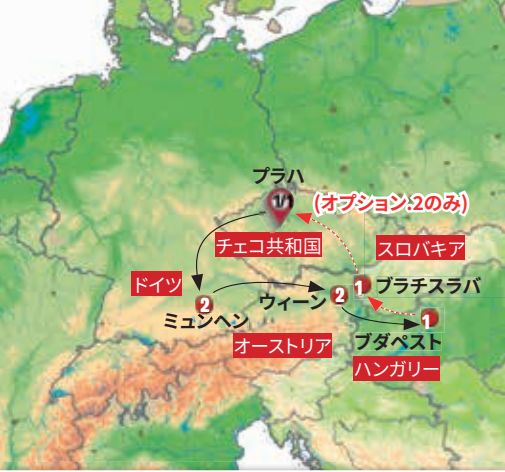 プラハ
1/1
(オプション.2のみ)
チェコ共和国
スロバキア
ドイツ
2
ミュンヘン
ウィーン
2
1
ブラチスラバ
1
ブダペスト
オーストリア
ハンガリー